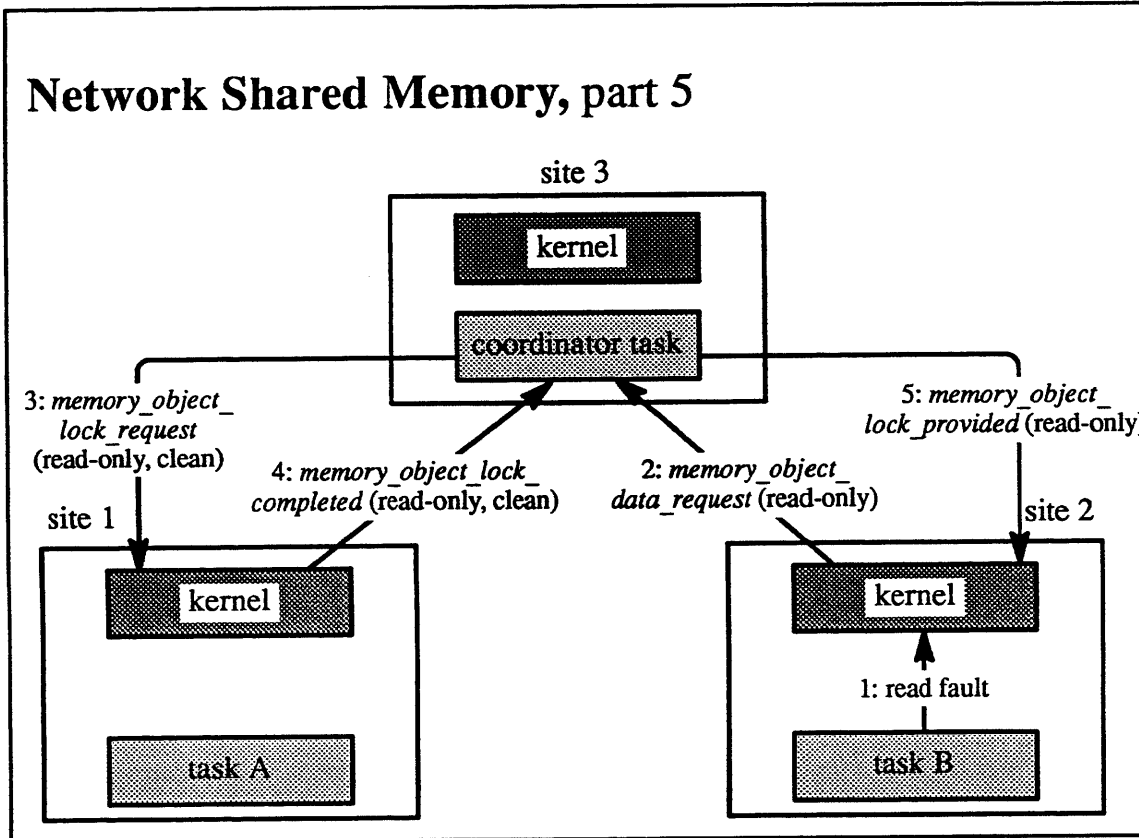 Network Shared Memory, part 5
site 3
kernel
coordinator task
3: memory_object_
lock_request
(read-only, clean)
4: memory_object_lock_
completed (read-only, clean)
2: memory_object_
data_request (read-only)
5: memory_object_
lock_provided (read-only)
site 1
site 2
kernel
kernel
1: read fault
task A
task B